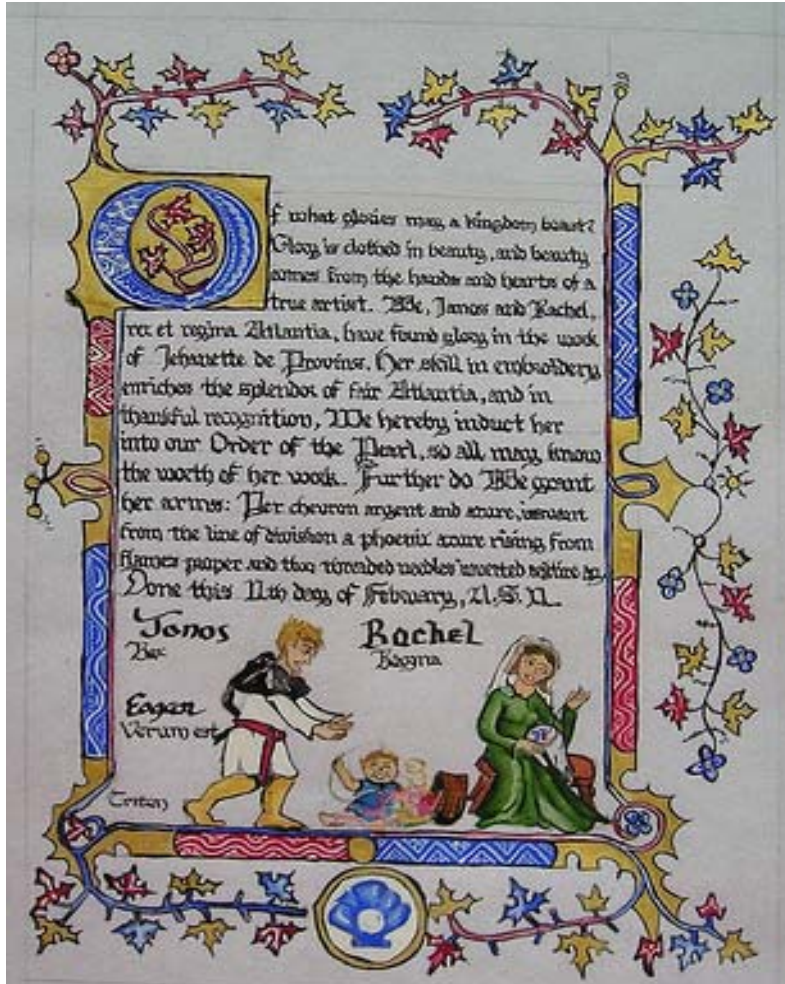 Of what glories may a kingdom boast?
Glory is clothed in beauty, and beauty
comes from the hands and hearts of a
true artist. We, Janos and Rachel,
rex et regina Atlantia, have found glory in the work
of Jehanette de Provins. Her skill in embroidery
enriches the splendor of fair Atlantia, and in
thankful recognition, We hereby induct her
into our Order of the Pearl, so all may know
the worth of her work. Further do We grant
her arms: Per chevron argent and azure, issuant
from the line of division a phoenix azure rising from
flames proper and two threaded needles inverted saltire
Done this 11th day of February, A.S.
Janos Rachel
Rex Regina
Eogan
Verum est
Triton